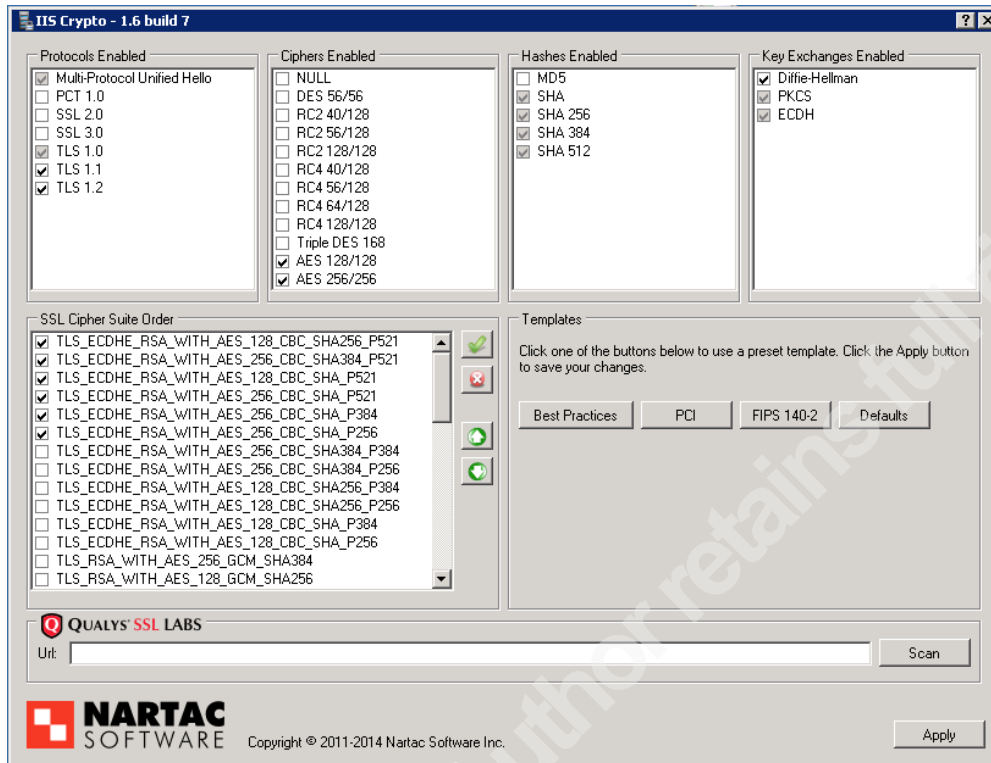 IIS Crypto - 1.6 build 7
Protocols Enabled
Multi-Protocol Unified Hello
PCT 1.0
SSL 2.0
SSL 3.0
TLS 1.0
TLS 1.1
TLS 1.2
Ciphers Enabled
NULL
DES 56/56
RC2 40/128
RC2 56/128
RC2 128/128
RC4 40/128
RC4 56/128
RC4 64/128
RC4 128/128
Triple DES 168
AES 128/128
AES 256/256
Hashes Enabled
MD5
SHA
SHA 256
SHA 384
SHA 512
Key Exchanges Enabled
Diffie-Hellman
PKCS
ECDH
SSL Cipher Suite Order
TLS_ECDHE_RSA_WITH_AES_128_CBC_SHA256_P521
TLS_ECDHE_RSA_WITH_AES_256_CBC_SHA384_P521
TLS_ECDHE_RSA_WITH_AES_128_CBC_SHA_P521
TLS_ECDHE_RSA_WITH_AES_256_CBC_SHA_P521
TLS_ECDHE_RSA_WITH_AES_256_CBC_SHA_P384
TLS_ECDHE_RSA_WITH_AES_256_CBC_SHA_P256
TLS_ECDHE_RSA_WITH_AES_256_CBC_SHA384_P384
TLS_ECDHE_RSA_WITH_AES_256_CBC_SHA384_P256
TLS_ECDHE_RSA_WITH_AES_128_CBC_SHA256_P384
TLS_ECDHE_RSA_WITH_AES_128_CBC_SHA256_P256
TLS_ECDHE_RSA_WITH_AES_128_CBC_SHA_P384
TLS_ECDHE_RSA_WITH_AES_128_CBC_SHA_P256
TLS_RSA_WITH_AES_256_GCM_SHA384
TLS_RSA_WITH_AES_128_GCM_SHA256
Templates
Click one of the buttons below to use a preset template. Click the Apply button
to save your changes.
Best Practices
PCI
FIPS 140-2
Defaults
QUALYS' SSL LABS
Url:
Scan
NARTAC
SOFTWARE
Copyright © 2011-2014 Nartac Software Inc.
Apply
author retains full